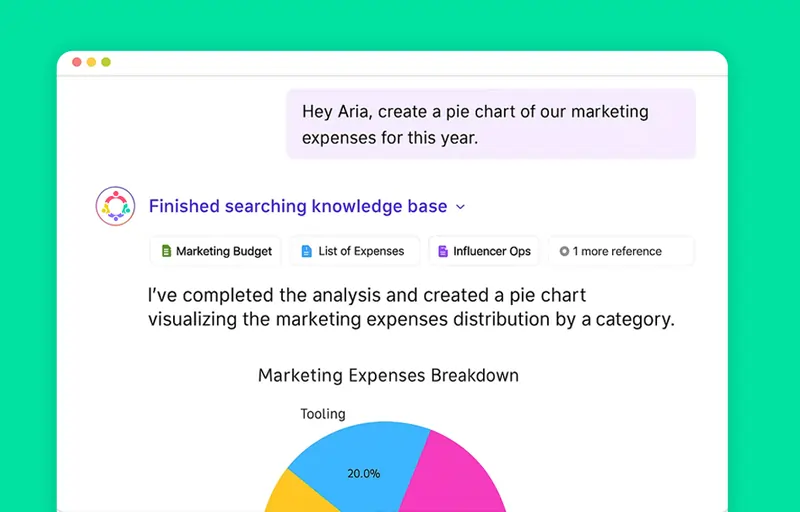 Hey Aria, create a pie chart of our marketing
expenses for this year.
Finished searching knowledge base
Marketing Budget
List of Expenses
Influencer Ops
1 more reference
I've completed the analysis and created a pie chart
visualizing the marketing expenses distribution by a category.
Marketing Expenses Breakdown
Tooling
20.0%